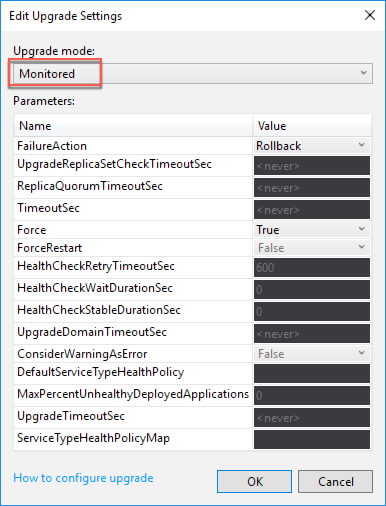 Edit Upgrade Settings
Upgrade mode:
Monitored
Parameters:
Name Value
FailureAction Rollback
UpgradeReplicaSetCheckTimeoutSec <never>
ReplicaQuorumTimeoutSec <never>
TimeoutSec <never>
Force True
ForceRestart False
HealthCheckRetryTimeoutSec 600
HealthCheckWaitDurationSec 0
HealthCheckStableDurationSec 0
UpgradeDomainTimeoutSec <never>
ConsiderWarningAsError False
DefaultServiceTypeHealthPolicy
MaxPercentUnhealthyDeployedApplications 0
UpgradeTimeoutSec <never>
ServiceTypeHealthPolicyMap
How to configure upgrade OK Cancel